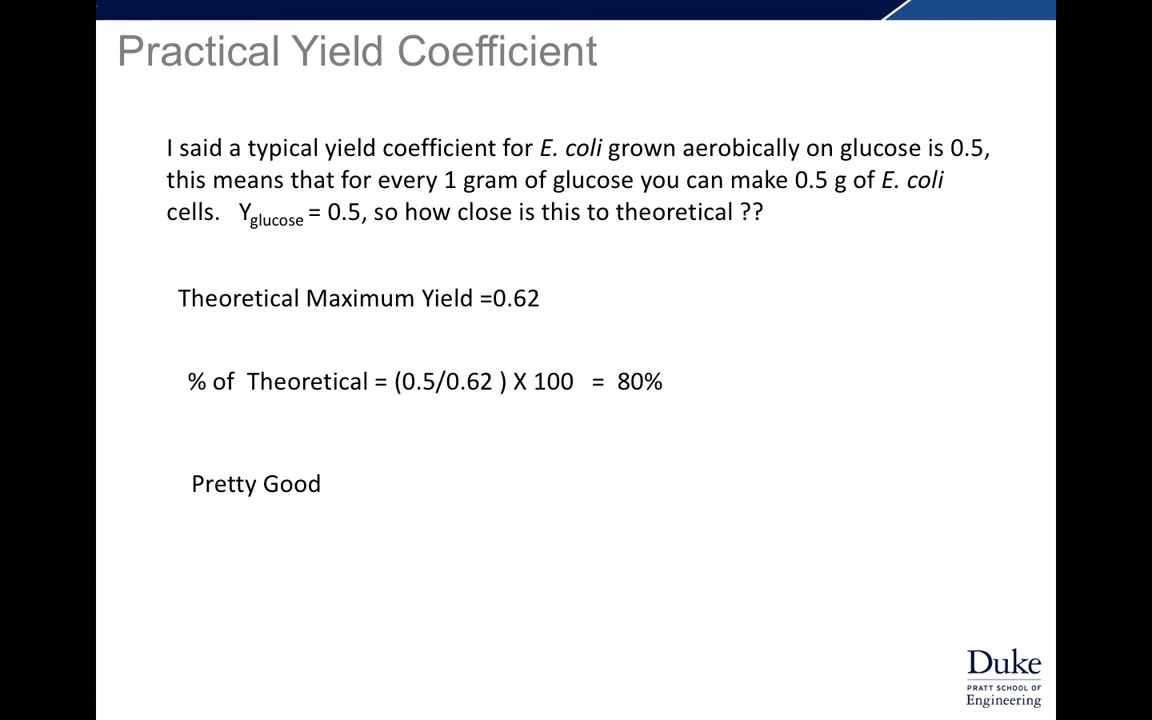 Practical Yield Coefficient
I said a typical yield coefficient for E. coli grown aerobically on glucose is 0.5,
this means that for every 1 gram of glucose you can make 0.5 g of E. coli
cells. Yglucose = 0.5, so how close is this to theoretical ??
Theoretical Maximum Yield =0.62
% of Theoretical = (0.5/0.62 ) X 100 = 80%
Pretty Good
Duke
PRATT SCHOOL OF
Engineering